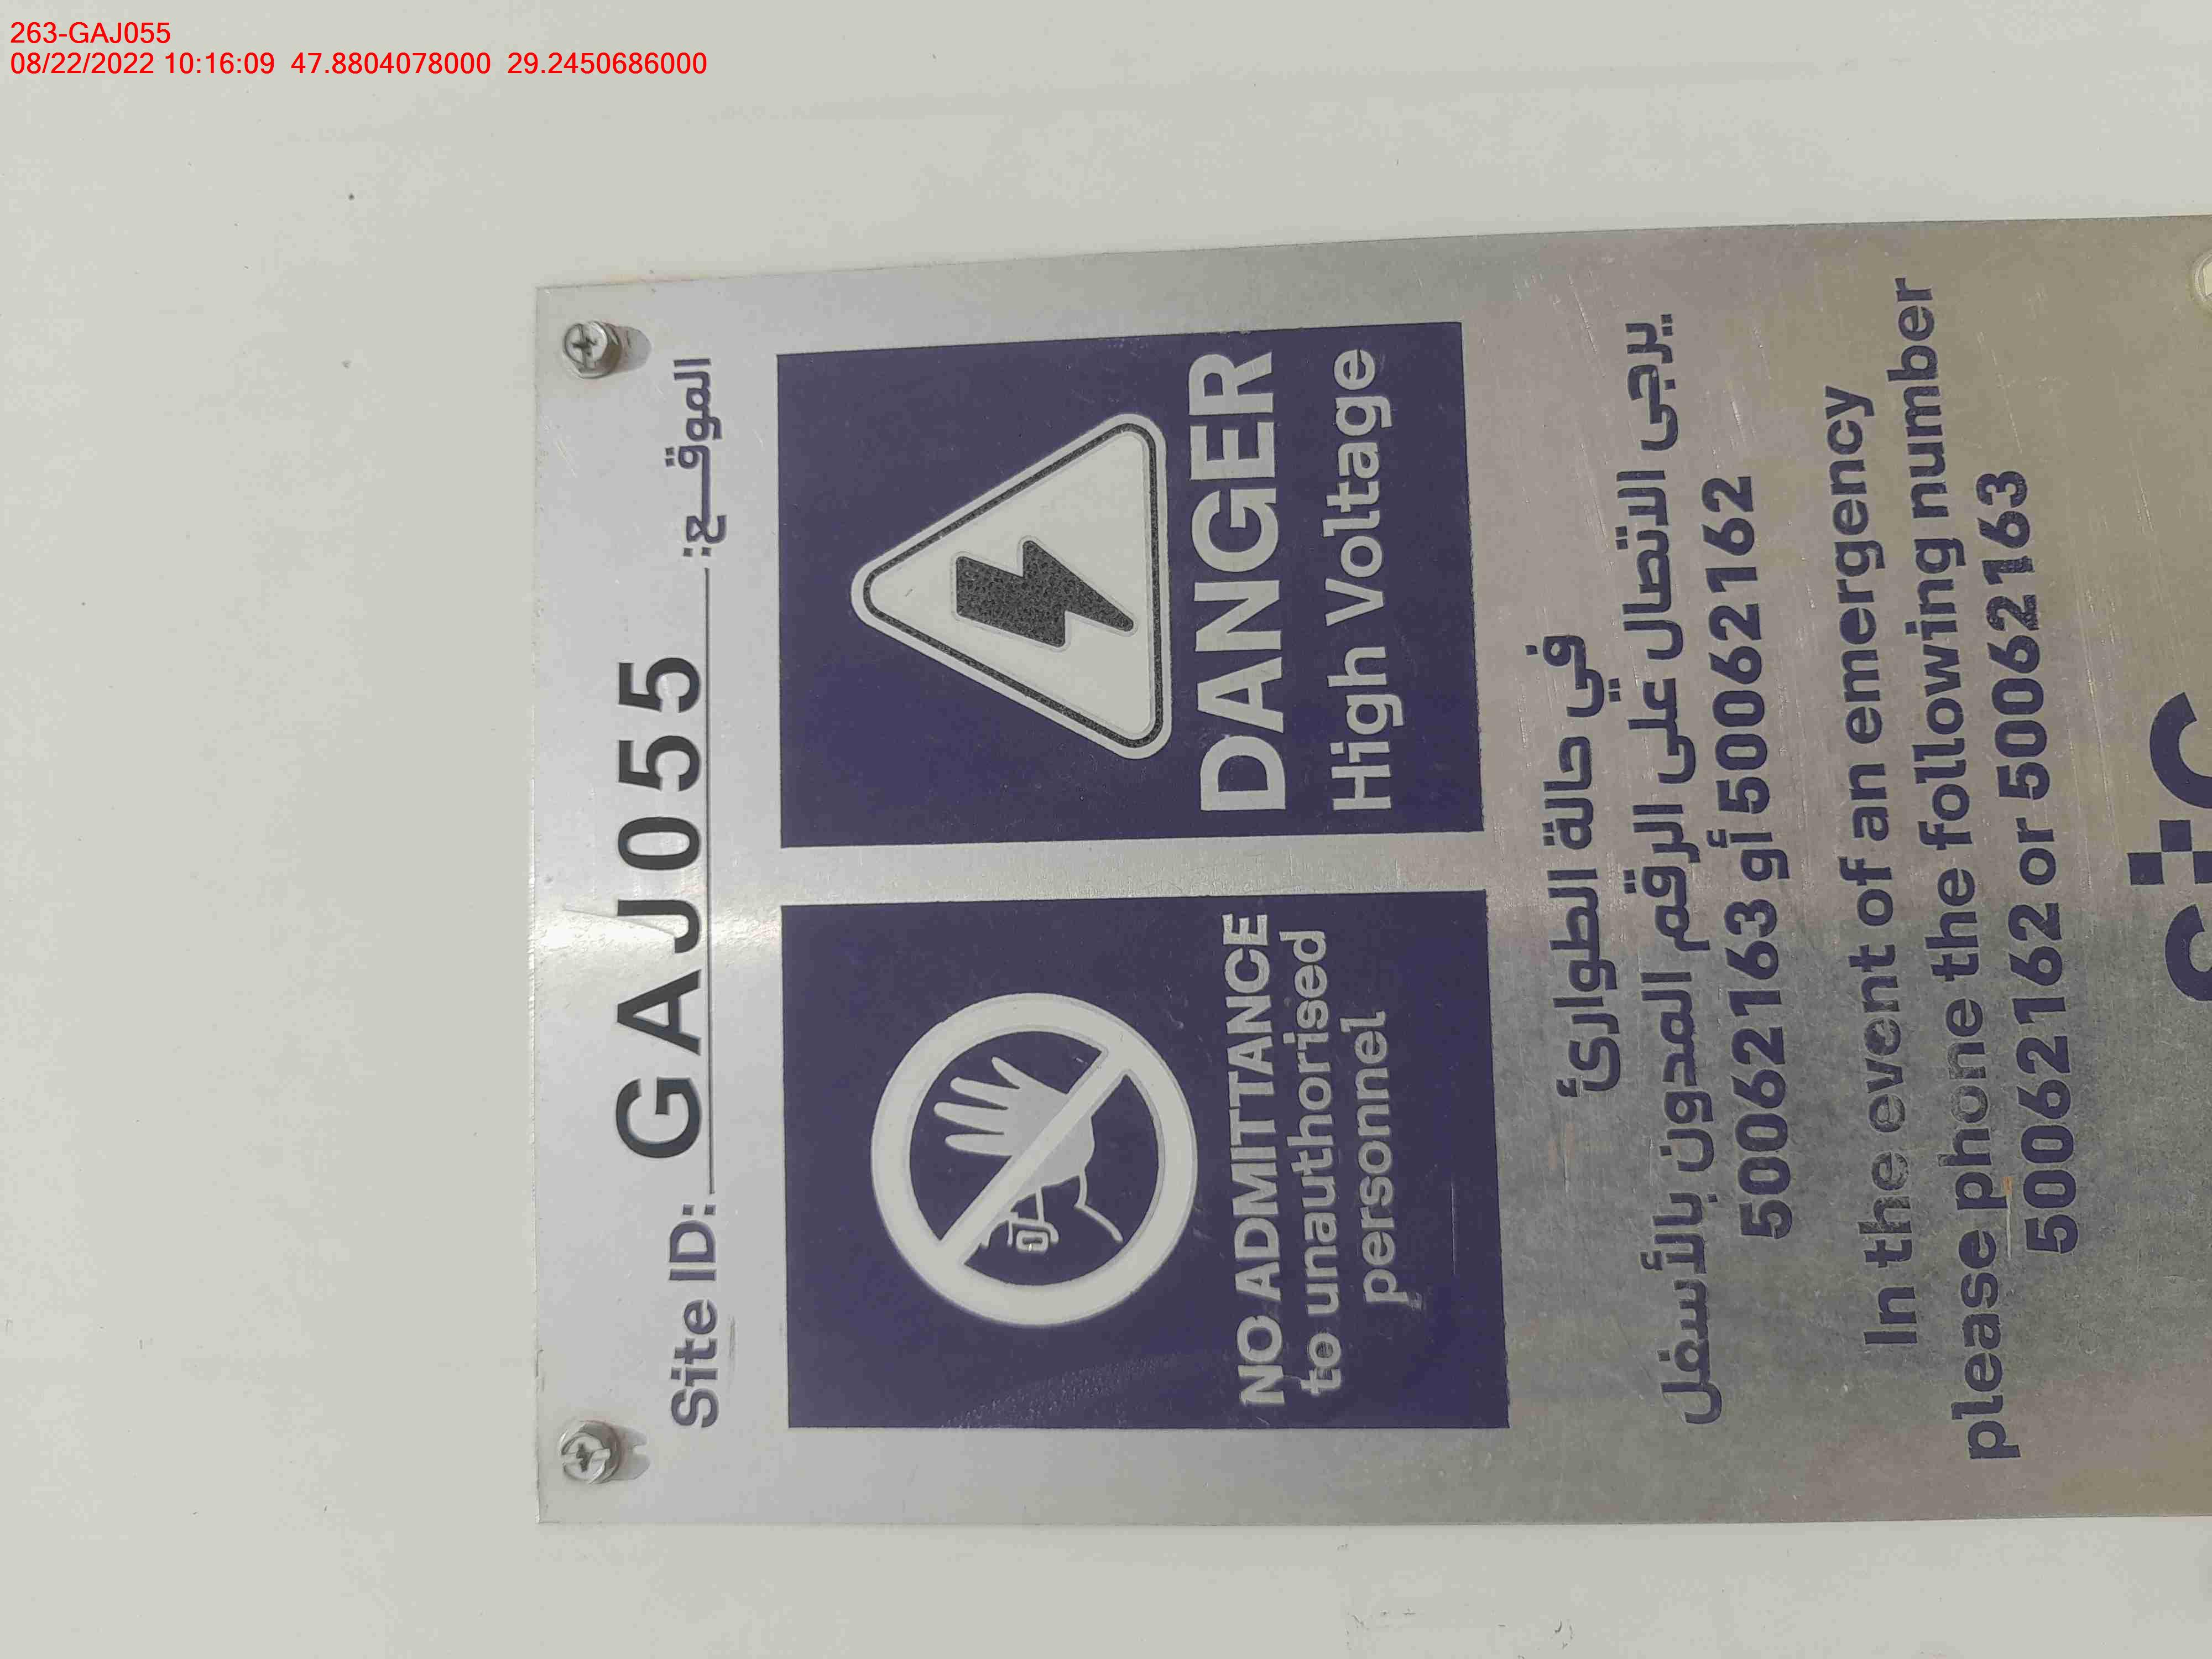 263-GAJ055
08/22/2022 10:16:09 47.8804078000 29.2450686000
Site ID: GAJ055 الموقـــع:
NO ADMITTANCE
to unauthorised
personnel
DANGER
High Voltage
في حالة الطوارئ
يرجى الاتصال على الرقم المدون بالأسفل
50062163 أو 50062162
In the event of an emergency
please phone the following number
50062162 or 50062163